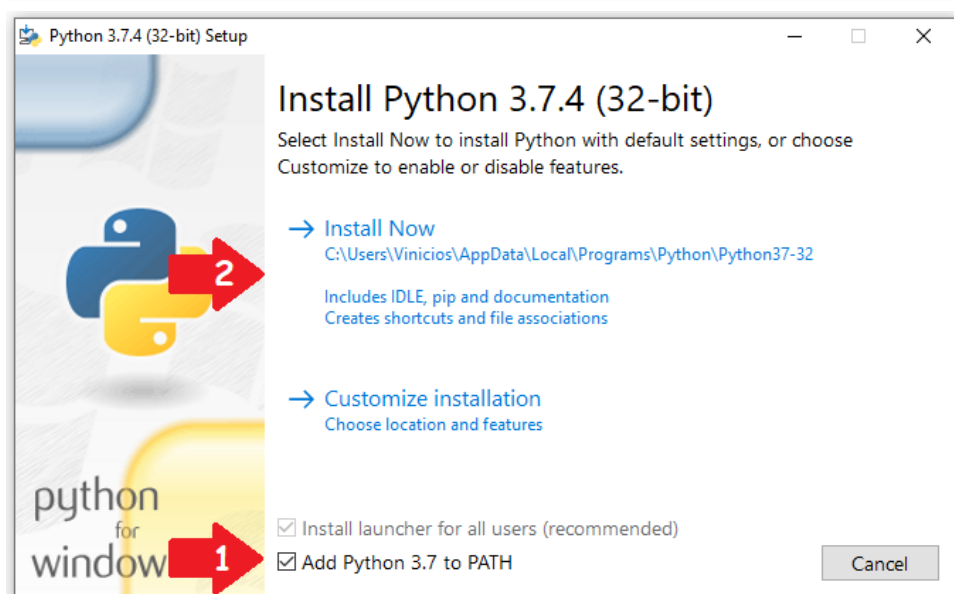 Python 3.7.4 (32-bit) Setup
Install Python 3.7.4 (32-bit)
Select Install Now to install Python with default settings, or choose
Customize to enable or disable features.
Install Now
C:\Users\Vinicios\AppData\Local\Programs\Python\Python37-32
2
Includes IDLE, pip and documentation
Creates shortcuts and file associations
Customize installation
Choose location and features
python
for
window
Install launcher for all users (recommended)
1
Add Python 3.7 to PATH
Cancel